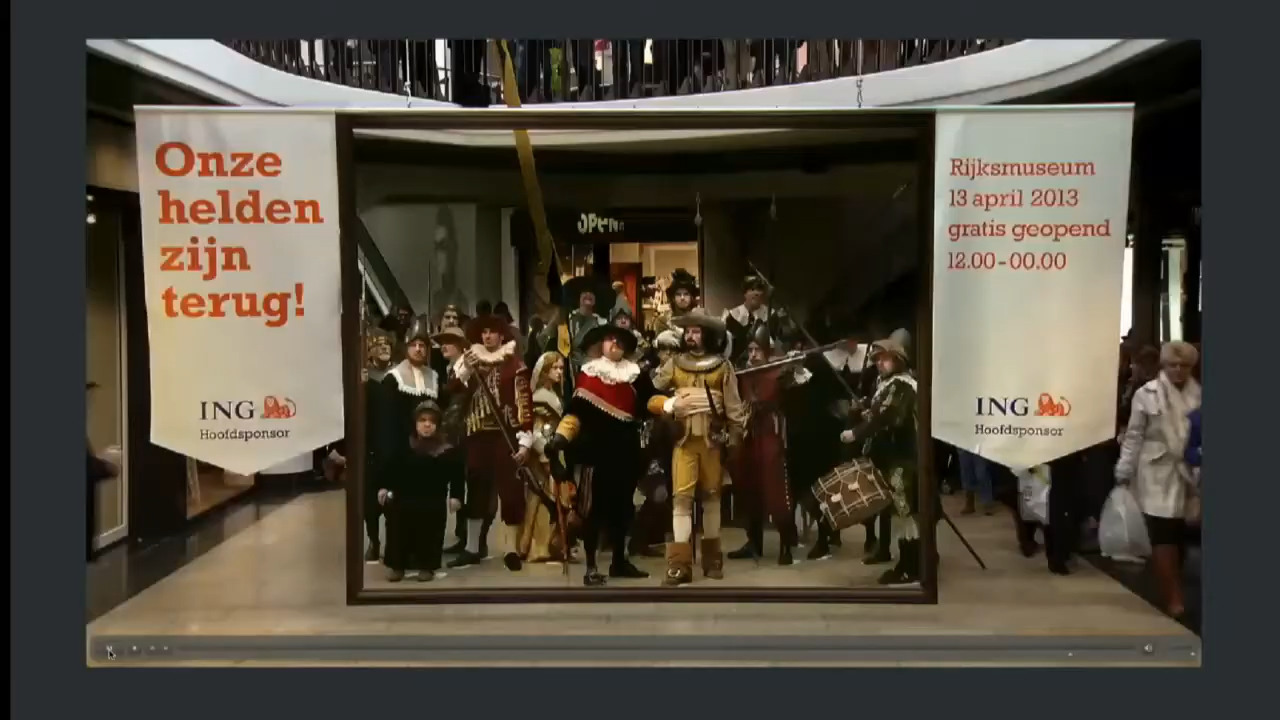 Onze
helden
zijn
terug!
ING
Hoofdsponsor
OPEN
Rijksmuseum
13 april 2013
gratis geopend
12.00-00.00
ING
Hoofdsponsor